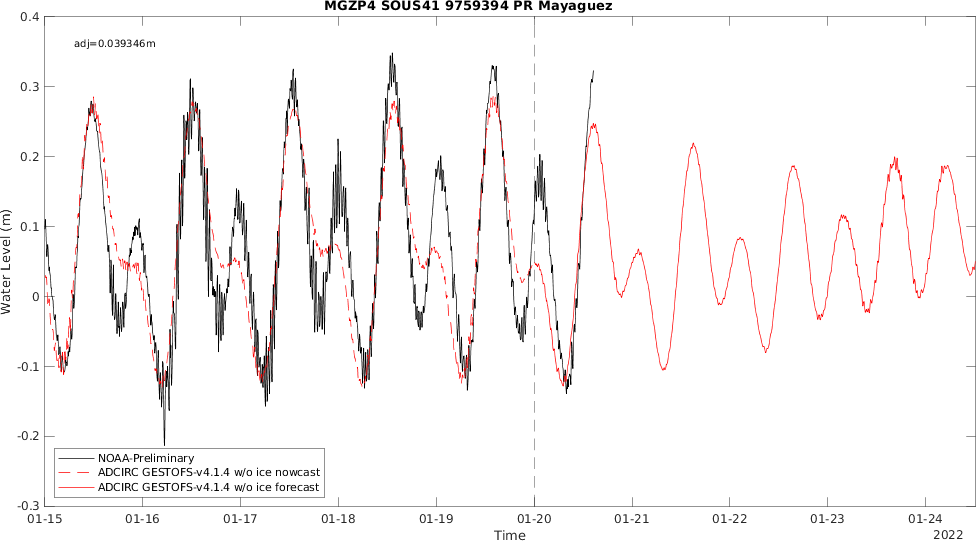 MGZP4 SOUS41 9759394 PR Mayaguez
0.4
adj=0.039346m
0.3
0.2
0.1
0
-0.1
-0.2
-0.3
Water Level (m)
NOAA-Preliminary
ADCIRC GESTOFS-v4.1.4 w/o ice nowcast
ADCIRC GESTOFS-v4.1.4 w/o ice forecast
01-15 01-16 01-17 01-18 01-19 01-20 01-21 01-22 01-23 01-24
Time
2022